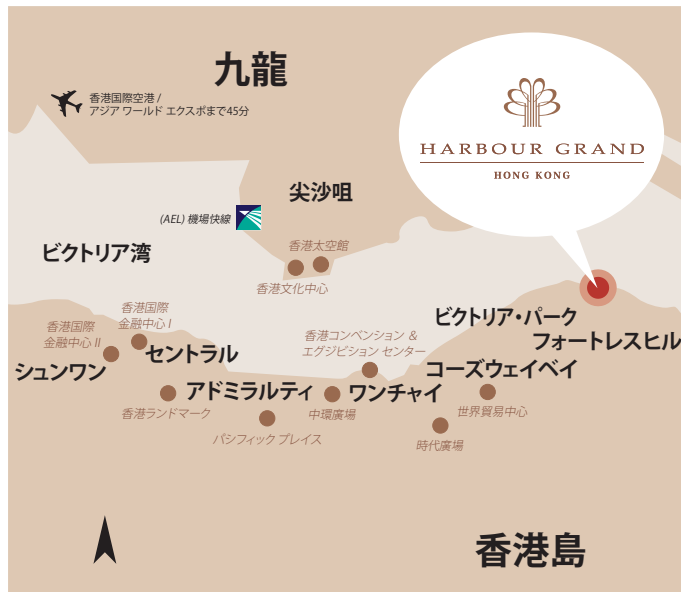 九龍
香港国際空港 /
アジア ワールド エクスポまで45分
HARBOUR GRAND
HONG KONG
尖沙咀
(AEL) 機場快線
香港太空館
ビクトリア湾
香港文化中心
香港国際
金融中心 I
ビクトリア・パーク
香港国際
金融中心 II
香港コンベンション &
エグジビション センター
フォートレスヒル
セントラル
シュンワン
コーズウェイベイ
アドミラルティ
ワンチャイ
香港ランドマーク
中環廣場
世界貿易中心
パシフィック プレイス
時代廣場
香港島